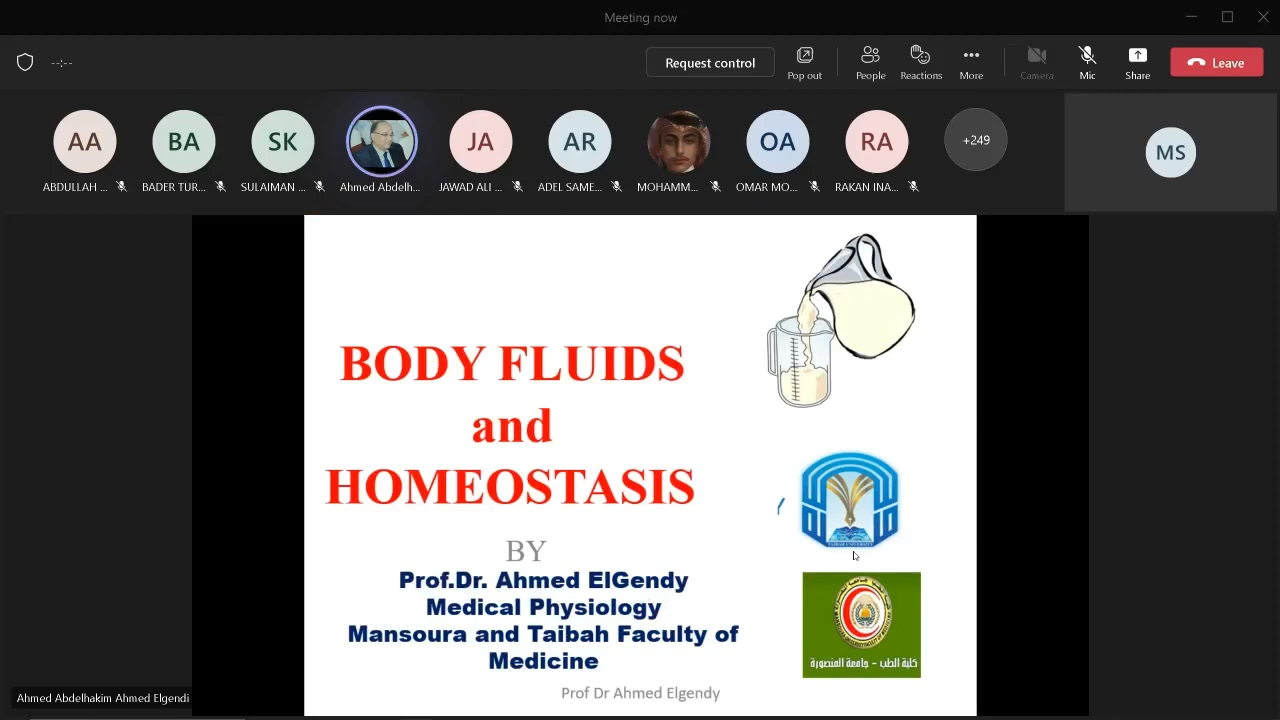 Meeting now
--:--
Request control
Pop out
People
Reactions
More
Camera
Mic
Share
Leave
AA
BA
SK
JA
AR
OA
RA
+249
MS
ABDULLAH ...
BADER TUR...
SULAIMAN ...
Ahmed Abdelh...
JAWAD ALI ...
ADEL SAME...
MOHAMM...
OMAR MO...
RAKAN INA...
BODY FLUIDS
and
HOMEOSTASIS
BY
Prof.Dr. Ahmed ElGendy
Medical Physiology
Mansoura and Taibah Faculty of
Medicine
TAIBAH UNIVERSITY
كلية الطب - جامعة المنصورة
Prof Dr Ahmed Elgendy
Ahmed Abdelhakim Ahmed Elgendi